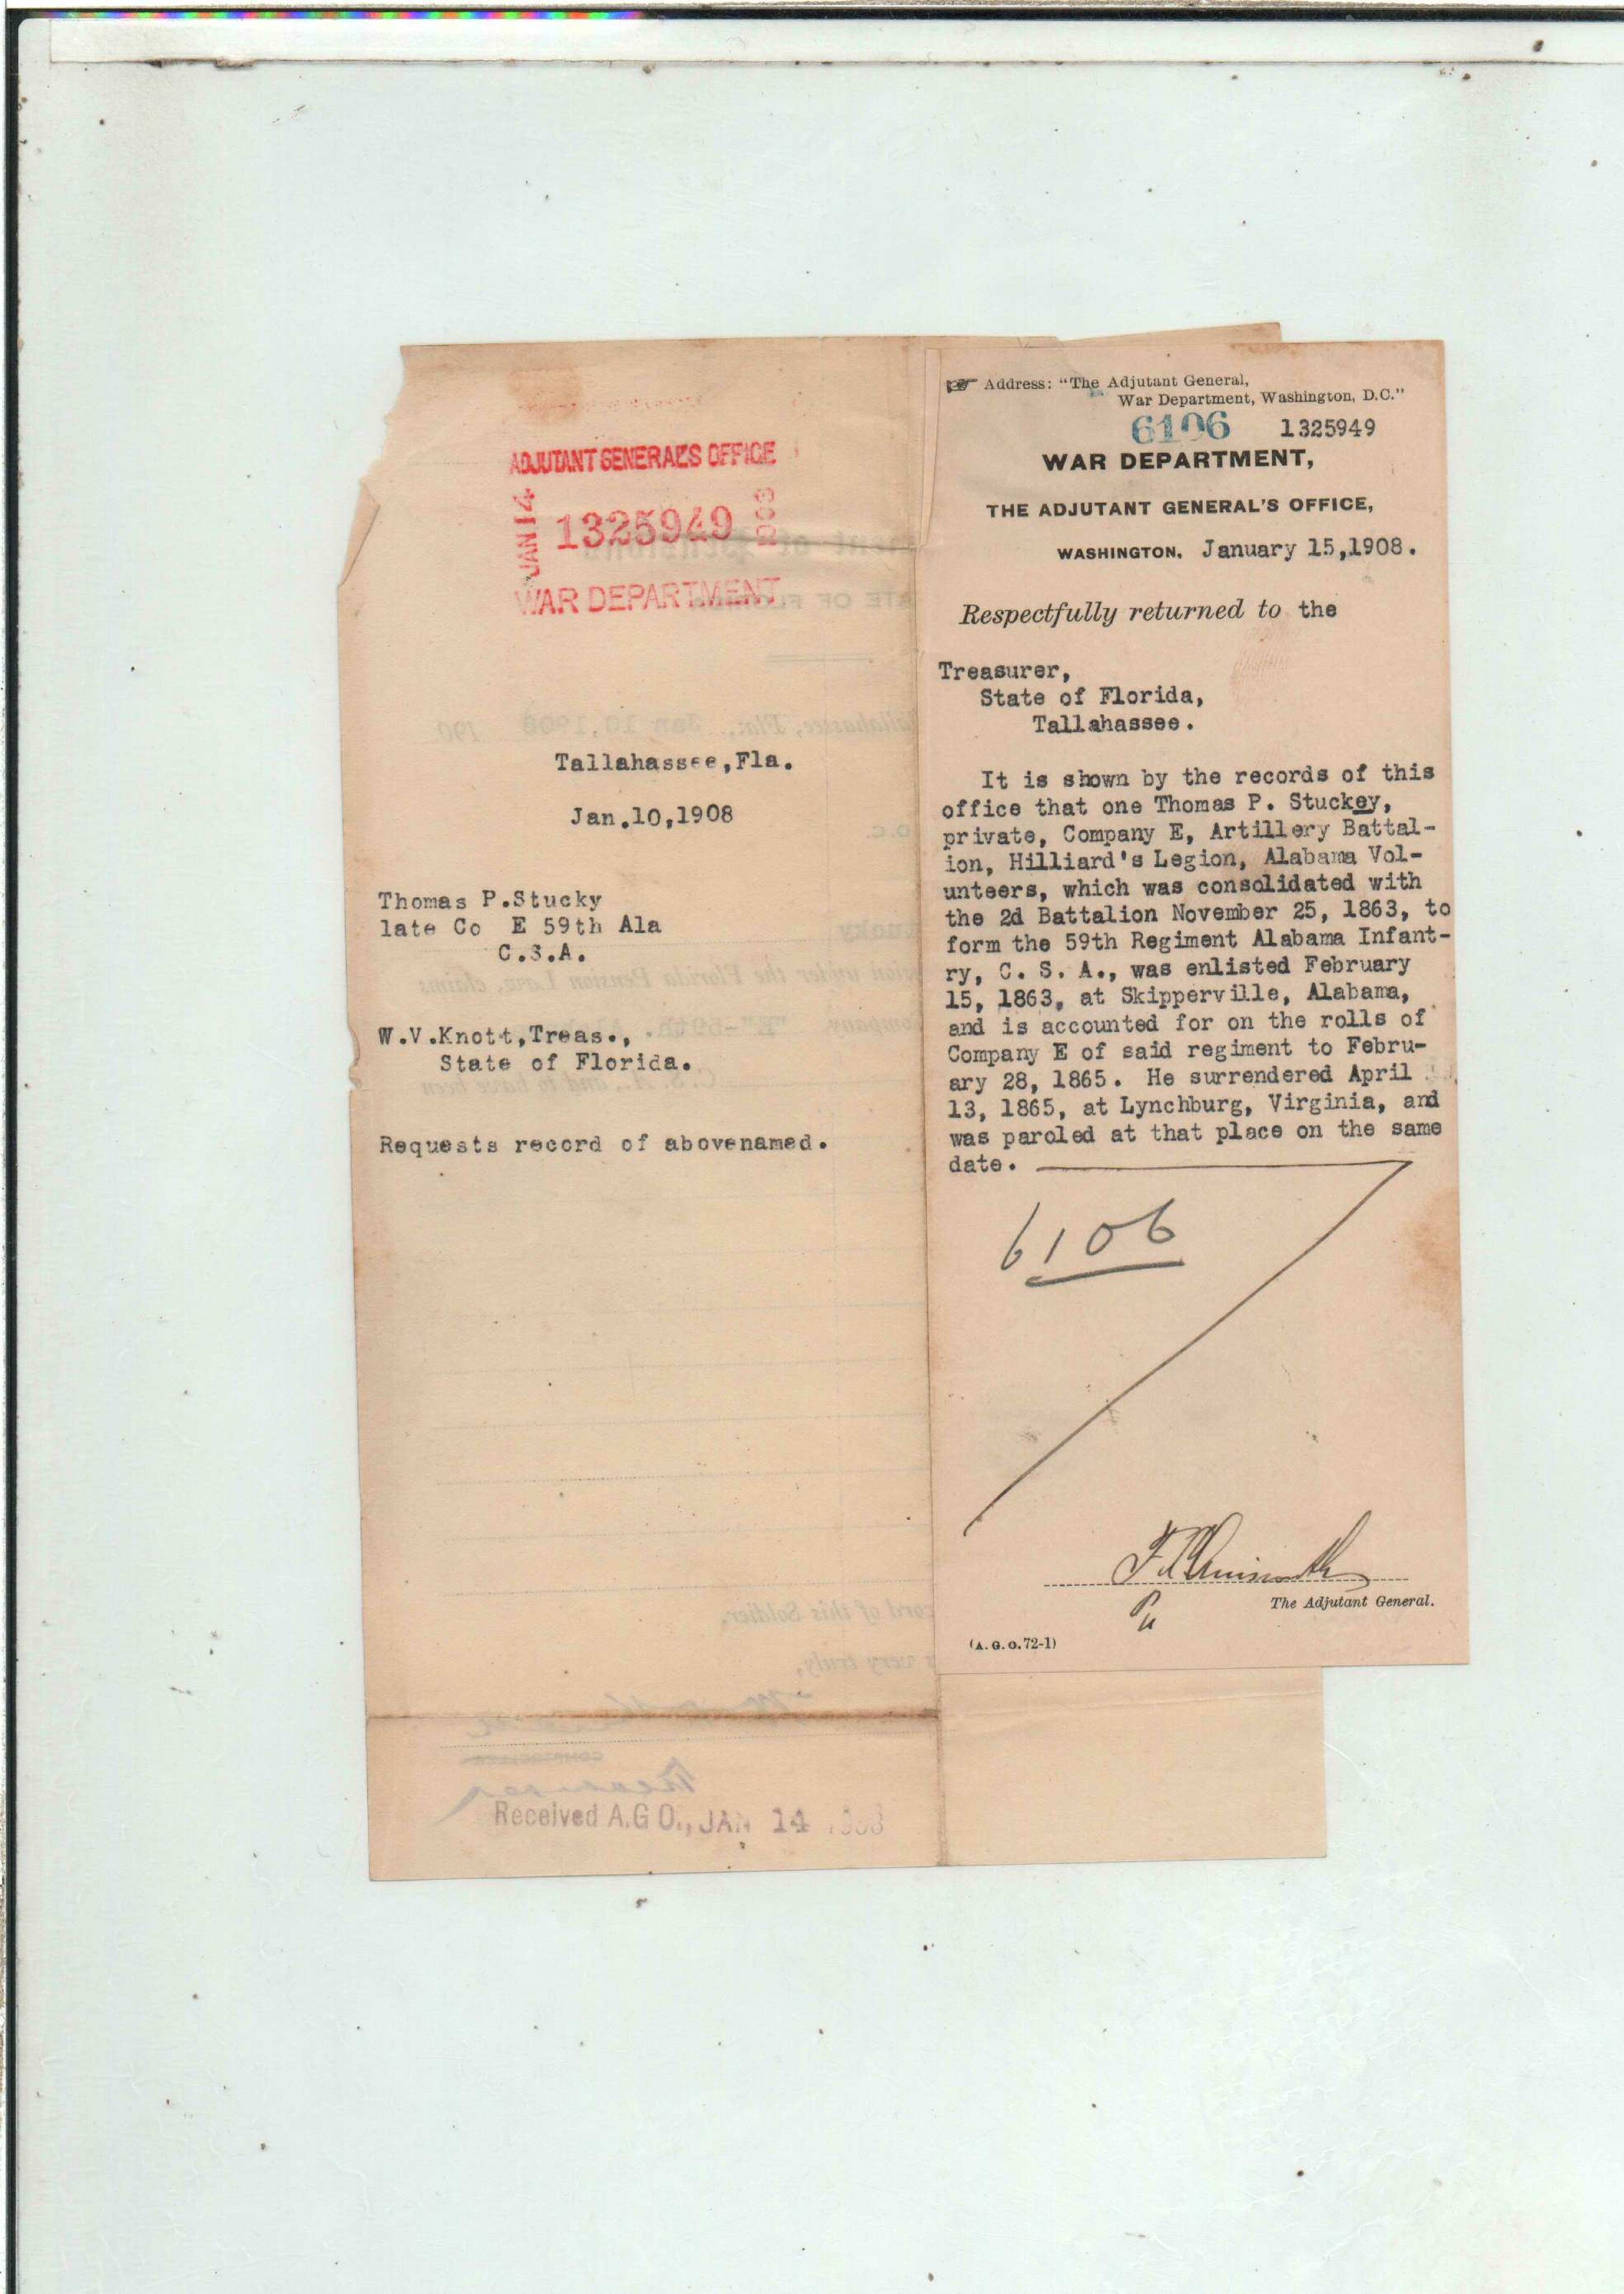 ADJUTANT GENERAL'S OFFICE
JAN 14
1325949
WAR DEPARTMENT
Tallahassee, Fla.
Jan.10,1908
Thomas P.Stucky
late Co E 59th Ala
C.S.A.
W.V.Knott,Treas.,
State of Florida.
Requests record of abovenamed.
Received A.G O., JAN 14 1908
Address: "The Adjutant General,
War Department, Washington, D.C."
6106 1325949
WAR DEPARTMENT,
THE ADJUTANT GENERAL'S OFFICE,
WASHINGTON, January 15,1908.
Respectfully returned to the
Treasurer,
State of Florida,
Tallahassee.
It is shown by the records of this
office that one Thomas P. Stuckey,
private, Company E, Artillery Battal-
ion, Hilliard's Legion, Alabama Vol-
unteers, which was consolidated with
the 2d Battalion November 25, 1863, to
form the 59th Regiment Alabama Infant-
ry, C. S. A., was enlisted February
15, 1863, at Skipperville, Alabama,
and is accounted for on the rolls of
Company E of said regiment to Febru-
ary 28, 1865. He surrendered April
13, 1865, at Lynchburg, Virginia, and
was paroled at that place on the same
date.
6106
F. C. Ainsworth
The Adjutant General.
(A. G. O. 72-1)